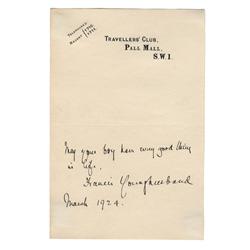 TRAVELLERS' CLUB,
PALL MALL,
S.W.1.
May your boy have every good thing
in life.
Francis Younghusband
March 1924.